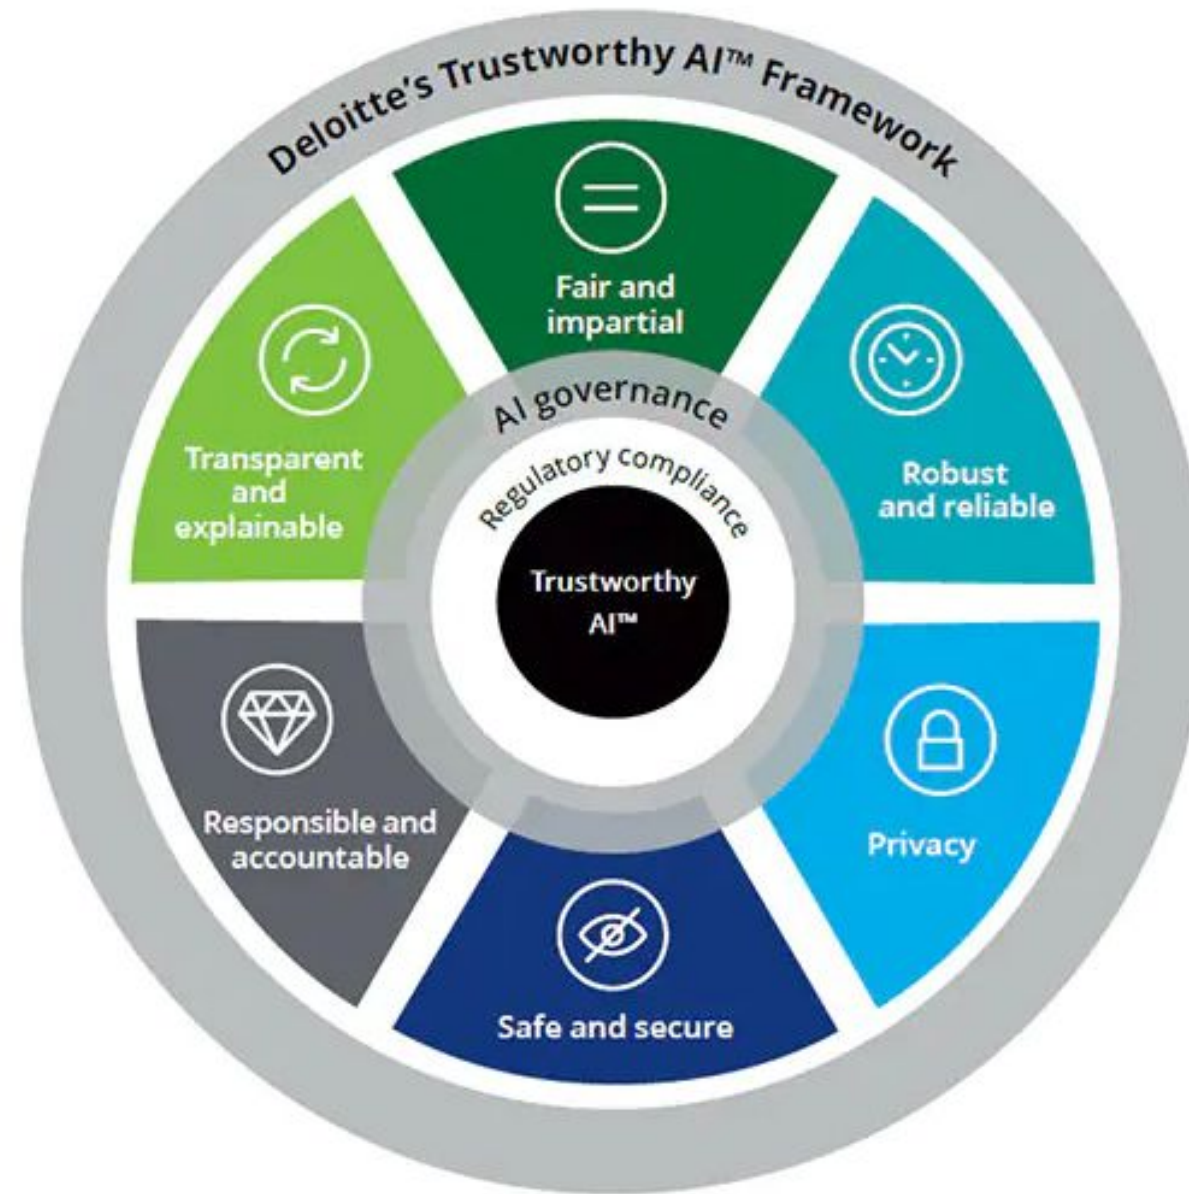 Deloitte's Trustworthy AI™ Framework
Fair and
impartial
Robust
and reliable
Privacy
Safe and secure
Responsible and
accountable
Transparent
and
explainable
AI governance
Regulatory compliance
Trustworthy
AI™